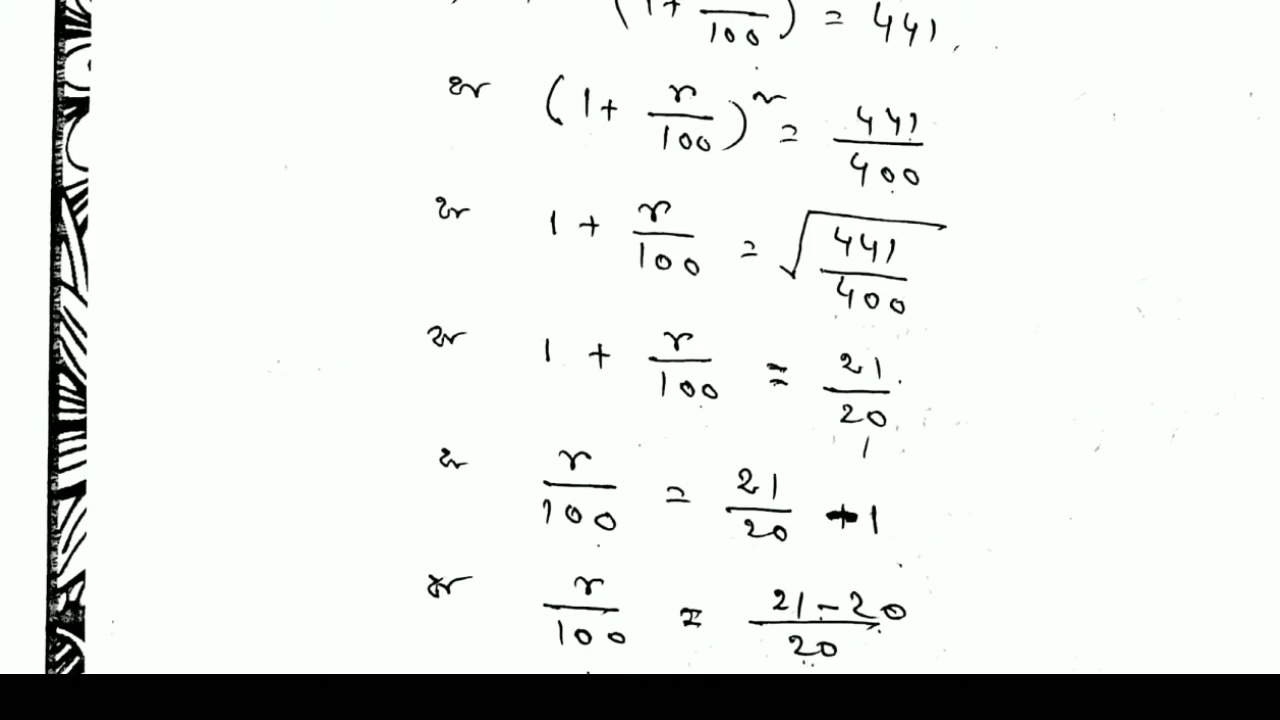 (1 + r/100) = 441
or (1 + r/100)² = 441/400
or 1 + r/100 = √(441/400)
or 1 + r/100 = 21/20
or r/100 = 21/20 - 1
or r/100 = 21-20/20